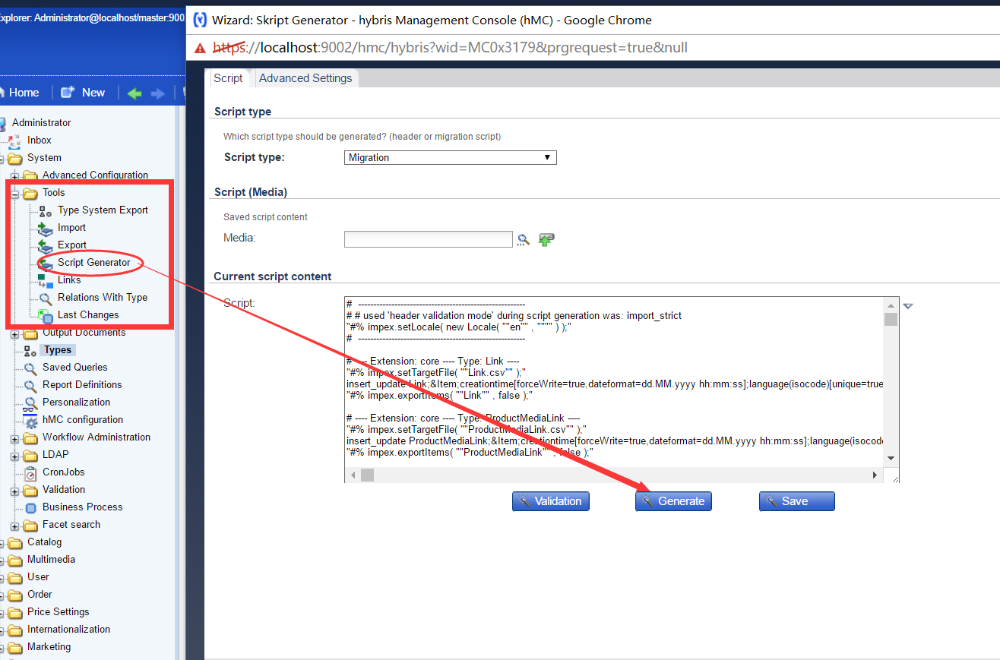 xplorer: Administrator@localhost/master:900
Wizard: Skript Generator - hybris Management Console (hMC) - Google Chrome
https://localhost:9002/hmc/hybris?wid=MC0x3179&prgrequest=true&null
Home
New
Administrator
Inbox
System
Advanced Configuration
Tools
Type System Export
Import
Export
Script Generator
Links
Relations With Type
Last Changes
Output Documents
Types
Saved Queries
Report Definitions
Personalization
hMC configuration
Workflow Administration
LDAP
CronJobs
Validation
Business Process
Facet search
Catalog
Multimedia
User
Order
Price Settings
Internationalization
Marketing
Script
Advanced Settings
Script type
Which script type should be generated? (header or migration script)
Script type:
Migration
Script (Media)
Saved script content
Media:
Current script content
Script:
# -------------------------------------------------------
# # used 'header validation mode' during script generation was: import_strict
"#% impex.setLocale( new Locale( ""en"" , """" ) );"
# -------------------------------------------------------
# ---- Extension: core ---- Type: Link ----
"#% impex.setTargetFile( ""Link.csv"" );"
insert_update Link;&Item;creationtime[forceWrite=true,dateformat=dd.MM.yyyy hh:mm:ss];language(isocode)[unique=true
"#% impex.exportItems( ""Link"" , false );"
# ---- Extension: core ---- Type: ProductMediaLink ----
"#% impex.setTargetFile( ""ProductMediaLink.csv"" );"
insert_update ProductMediaLink;&Item;creationtime[forceWrite=true,dateformat=dd.MM.yyyy hh:mm:ss];language(isocode
"#% impex.exportItems( ""ProductMediaLink"" , false );"
Validation
Generate
Save